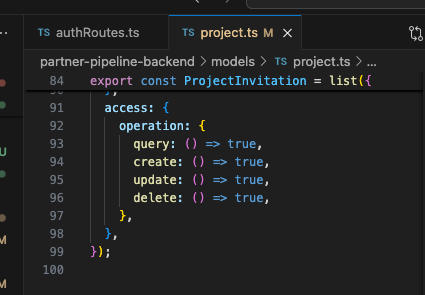 TS authRoutes.ts
TS project.ts M ×
partner-pipeline-backend > models > TS project.ts > ...
84 export const ProjectInvitation = list({
91 access: {
92 operation: {
93 query: () => true,
94 create: () => true,
95 update: () => true,
96 delete: () => true,
97 },
98 },
99 });
100
U
M
M